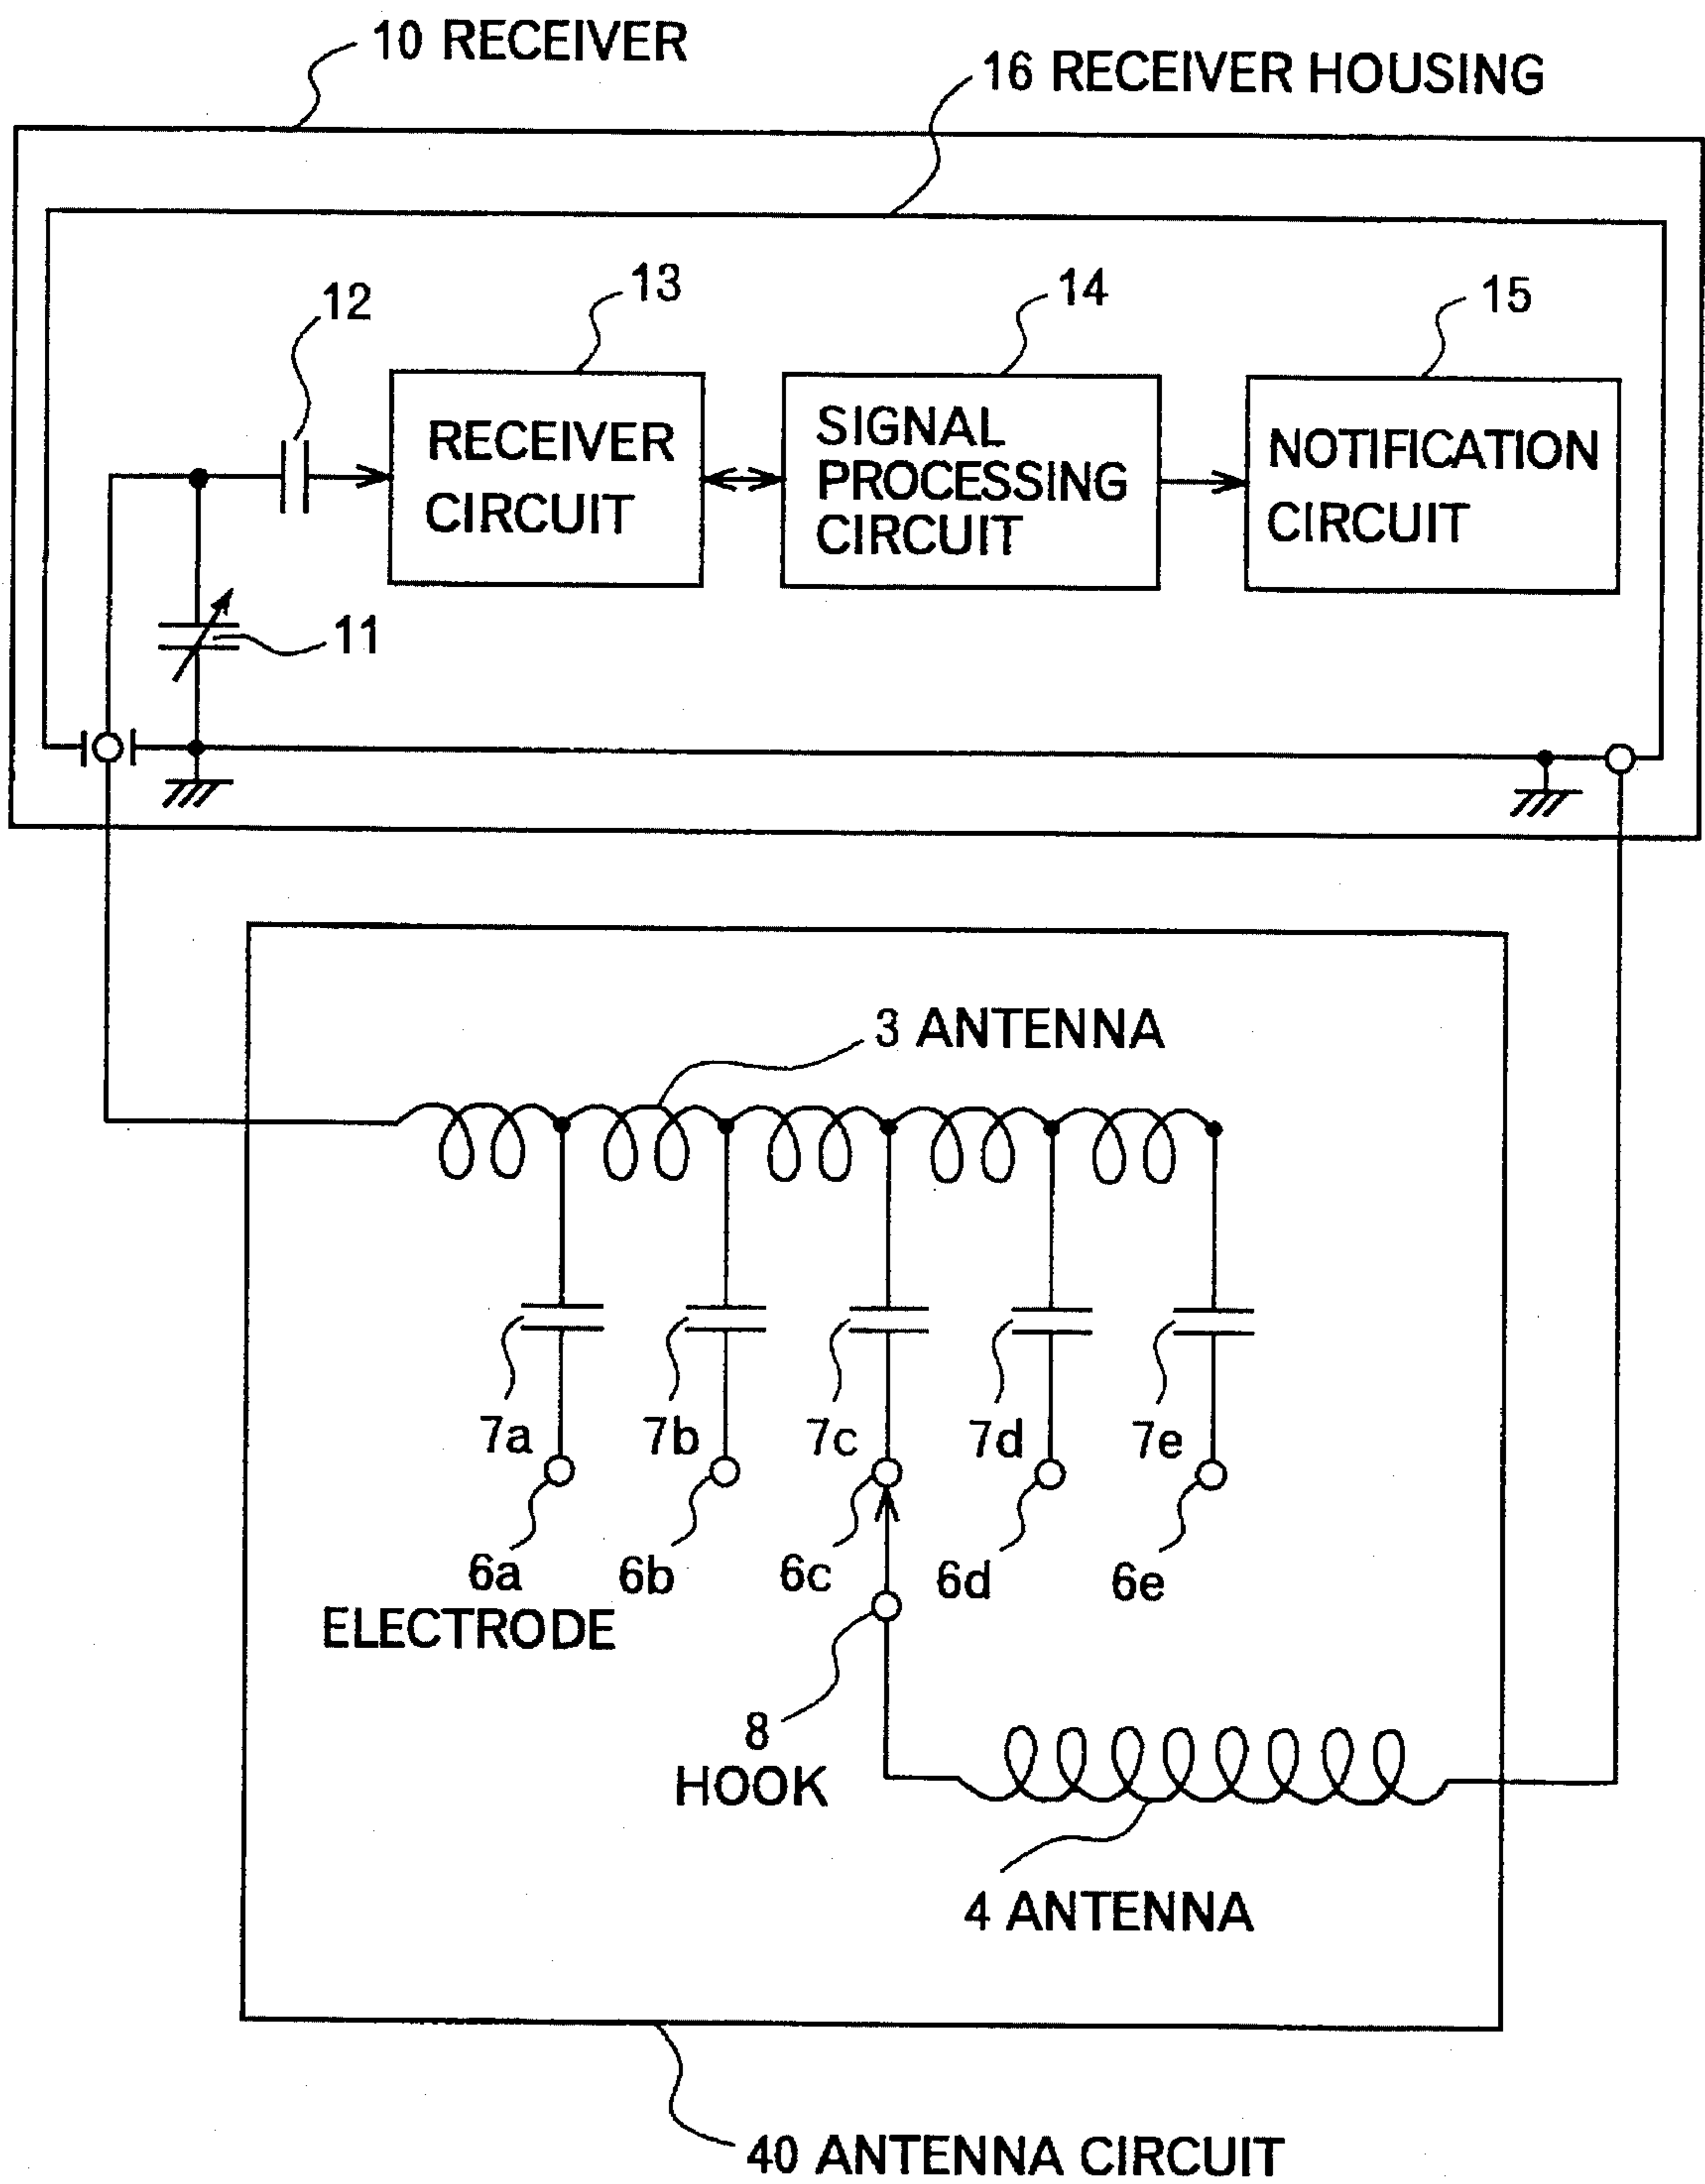 10 RECEIVER
16 RECEIVER HOUSING
12
13
14
15
RECEIVER
CIRCUIT
SIGNAL
PROCESSING
CIRCUIT
NOTIFICATION
CIRCUIT
11
3 ANTENNA
7a
7b
7c
7d
7e
6a
6b
6c
6d
6e
ELECTRODE
8
HOOK
4 ANTENNA
40 ANTENNA CIRCUIT